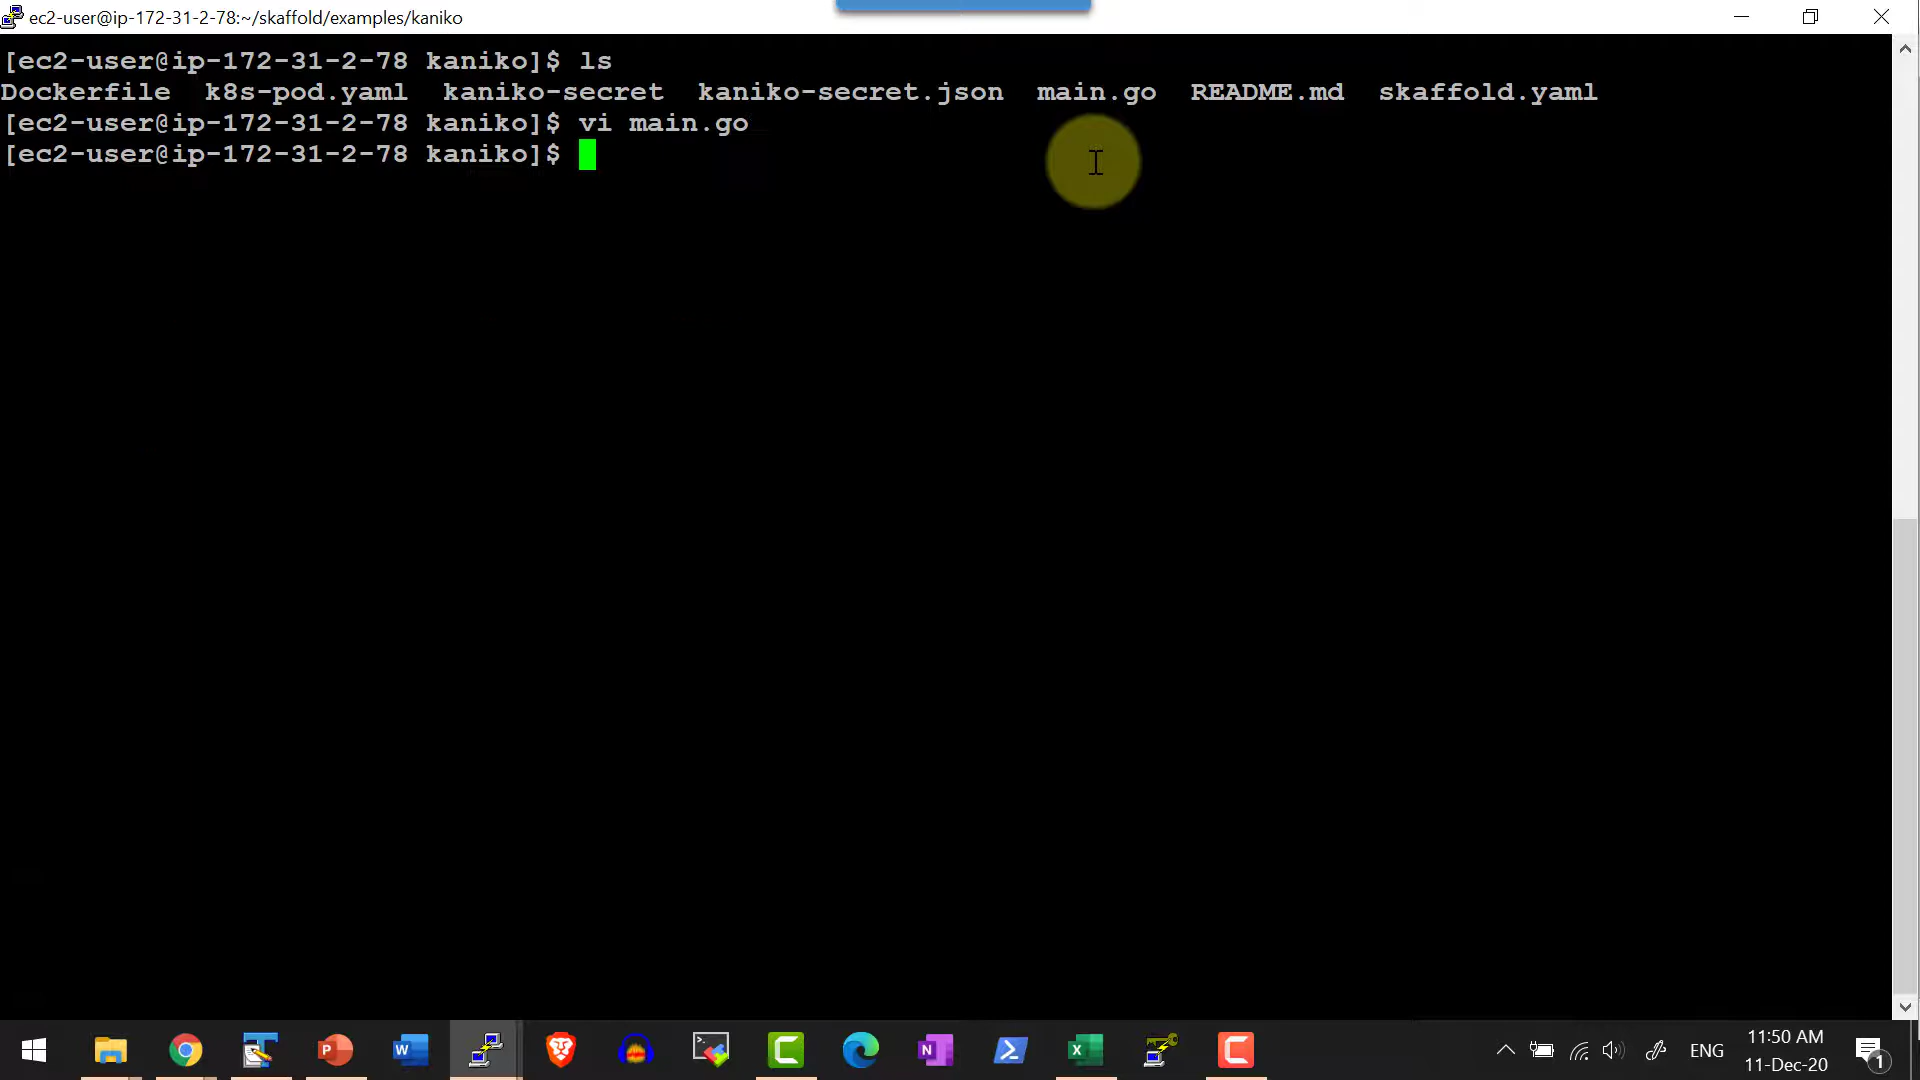 ec2-user@ip-172-31-2-78:~/skaffold/examples/kaniko
[ec2-user@ip-172-31-2-78 kaniko]$ ls
Dockerfile  k8s-pod.yaml  kaniko-secret  kaniko-secret.json  main.go  README.md  skaffold.yaml
[ec2-user@ip-172-31-2-78 kaniko]$ vi main.go
[ec2-user@ip-172-31-2-78 kaniko]$
ENG
11:50 AM
11-Dec-20
1